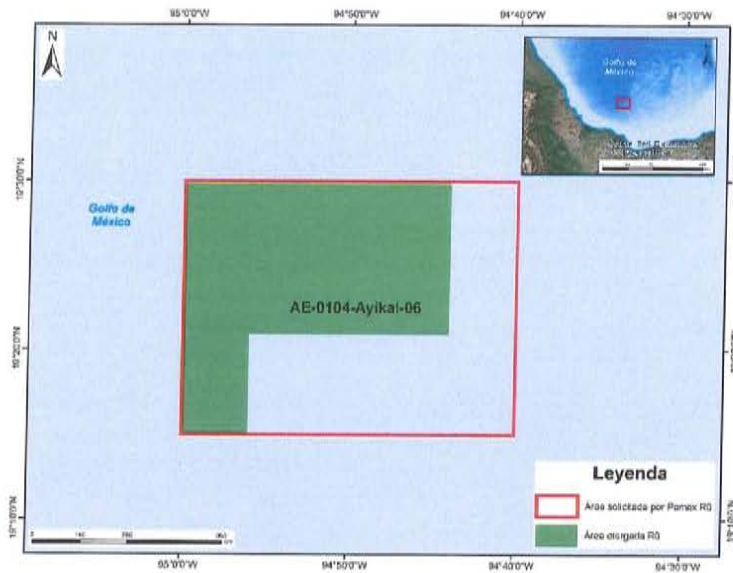 95°0'0"W 94°50'0"W 94°40'0"W 94°30'0"W
N
Golfo de
México
19°30'0"N
Golfo de
México
AE-0104-Ayikal-06
19°20'0"N
Leyenda
Área solicitada por Pemex R0
Área otorgada R0
19°10'0"N
95°0'0"W 94°50'0"W 94°40'0"W 94°30'0"W